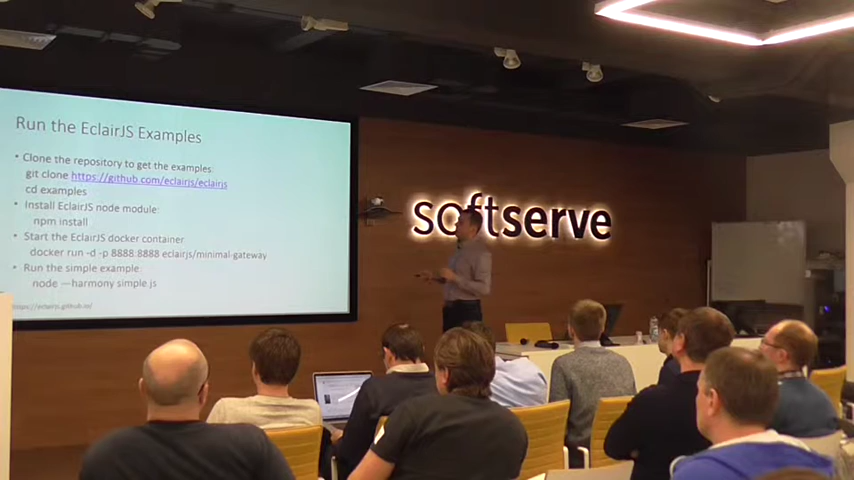 Run the EclairJS Examples
• Clone the repository to get the examples:
git clone https://github.com/eclairjs/eclairjs
cd examples
• Install EclairJS node module:
npm install
• Start the EclairJS docker container
docker run -d -p 8888:8888 eclairjs/minimal-gateway
• Run the simple example:
node —harmony simple.js
softserve